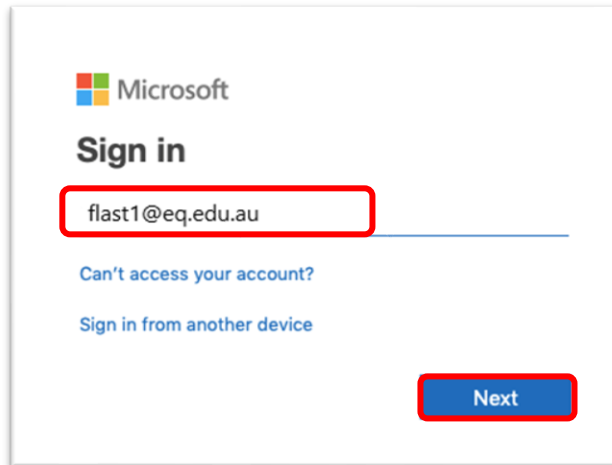 Microsoft
Sign in
flast1@eq.edu.au
Can't access your account?
Sign in from another device
Next